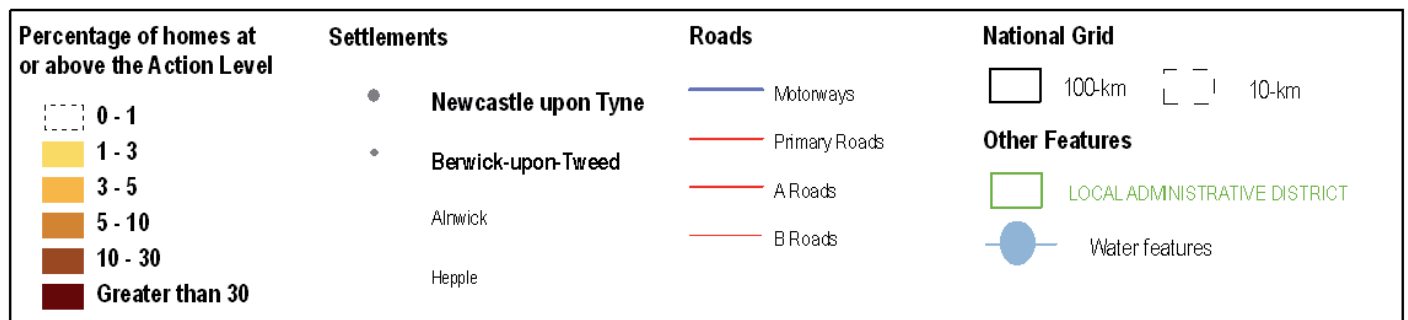 Percentage of homes at
or above the Action Level
0 - 1
1 - 3
3 - 5
5 - 10
10 - 30
Greater than 30
Settlements
Newcastle upon Tyne
Berwick-upon-Tweed
Alnwick
Hepple
Roads
Motorways
Primary Roads
A Roads
B Roads
National Grid
100-km
10-km
Other Features
LOCAL ADMINISTRATIVE DISTRICT
Water features